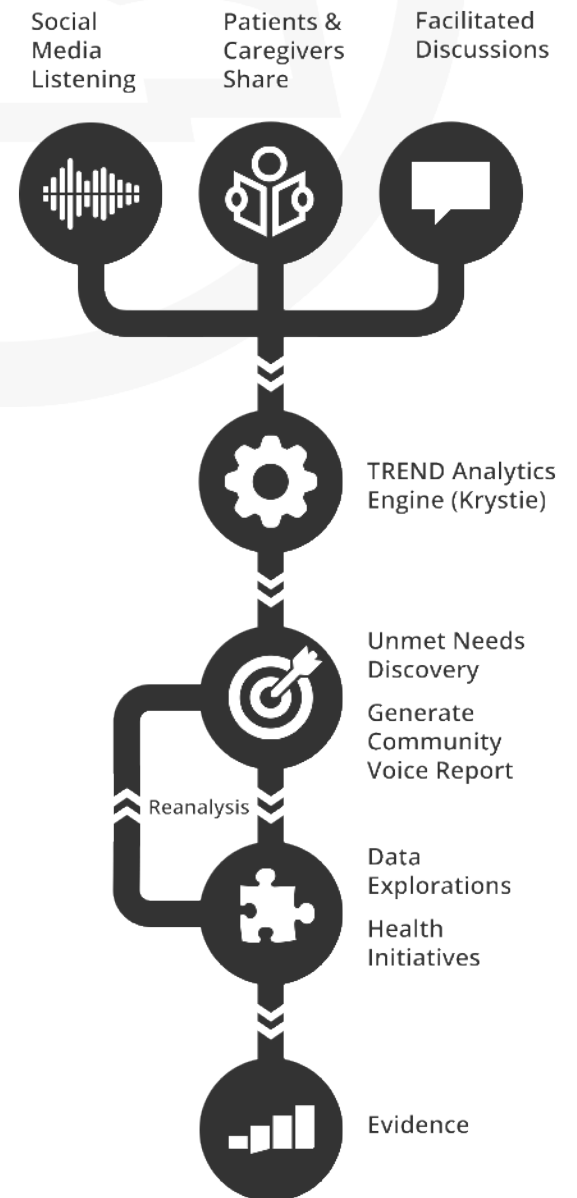 Social
Media
Listening
Patients &
Caregivers
Share
Facilitated
Discussions
TREND Analytics
Engine (Krystie)
Unmet Needs
Discovery
Generate
Community
Voice Report
Reanalysis
Data
Explorations
Health
Initiatives
Evidence